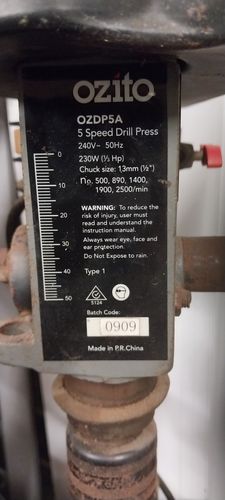 ozito
OZDP5A
5 Speed Drill Press
240V~ 50Hz
230W (⅓ Hp)
Chuck size: 13mm (½")
n₀. 500, 890, 1400,
1900, 2500/min
0
10
20
30
40
50
WARNING: To reduce the
risk of injury, user must
read and understand the
instruction manual.
Always wear eye, face and
ear protection.
Do Not Expose to rain.
Type 1
S124
Batch Code:
0909
Made in P.R.China